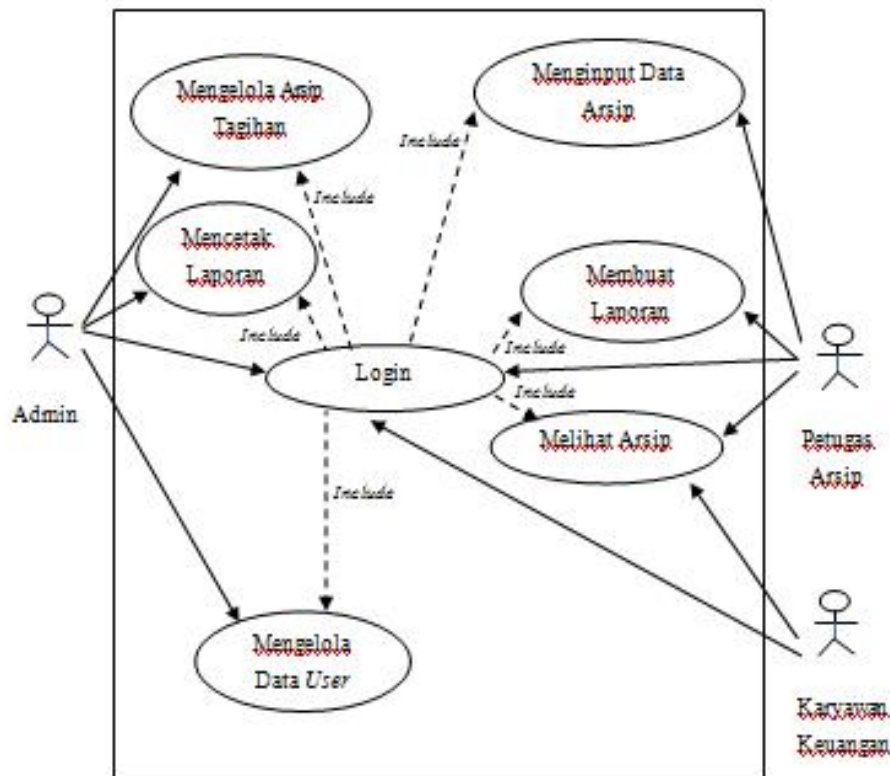 Mengelola Arsip
Tagihan
Menginput Data
Arsip
Include
Include
Mencetak
Laporan
Membuat
Laporan
Include
Include
Login
Include
Admin
Melihat Arsip
Petugas
Arsip
Include
Mengelola
Data User
Karyawan
Keuangan